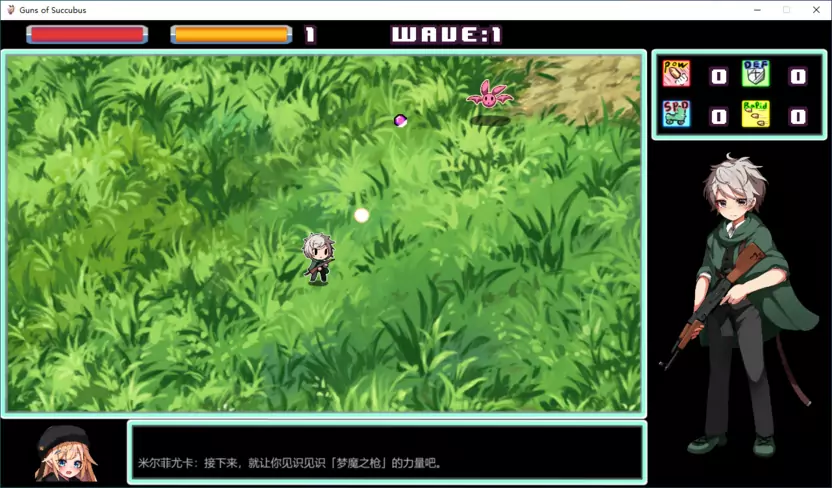 Guns of Succubus
1
WAVE:1
POW 0 DEF 0
SPD 0 BpRid 0
米尔菲尤卡：接下来，就让你见识见识「梦魔之枪」的力量吧。